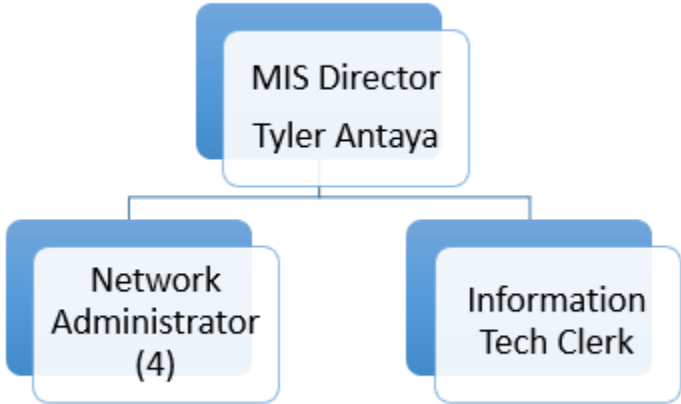 MIS Director
Tyler Antaya
Network
Administrator
(4)
Information
Tech Clerk